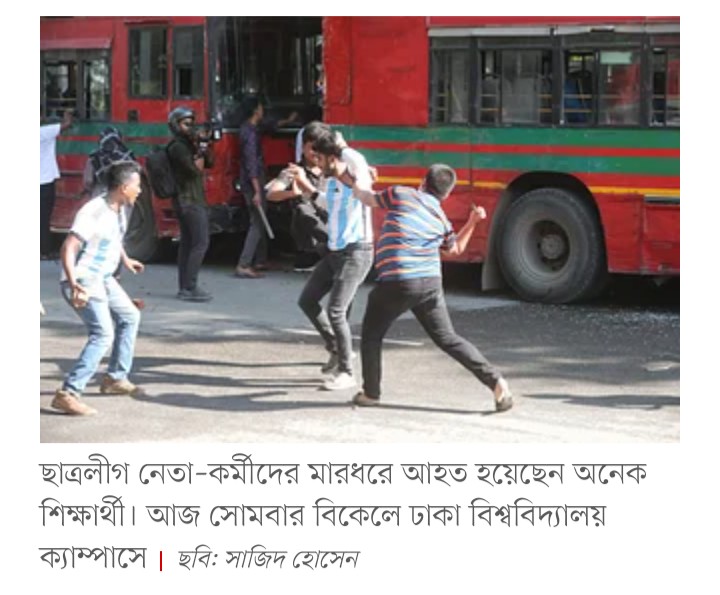 ছাত্রলীগ নেতা-কর্মীদের মারধরে আহত হয়েছেন অনেক
শিক্ষার্থী। আজ সোমবার বিকেলে ঢাকা বিশ্ববিদ্যালয়
ক্যাম্পাসে | ছবি: সাজিদ হোসেন